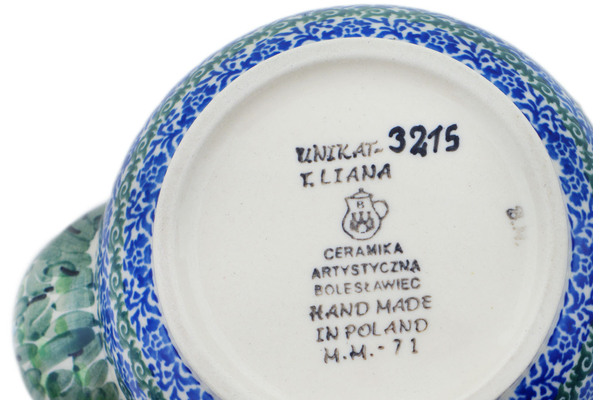 UNIKAT- 3215
T. LIANA
B
CERAMIKA
ARTYSTYCZNA
BOLESŁAWIEC
HAND MADE
IN POLAND
M.M.-71